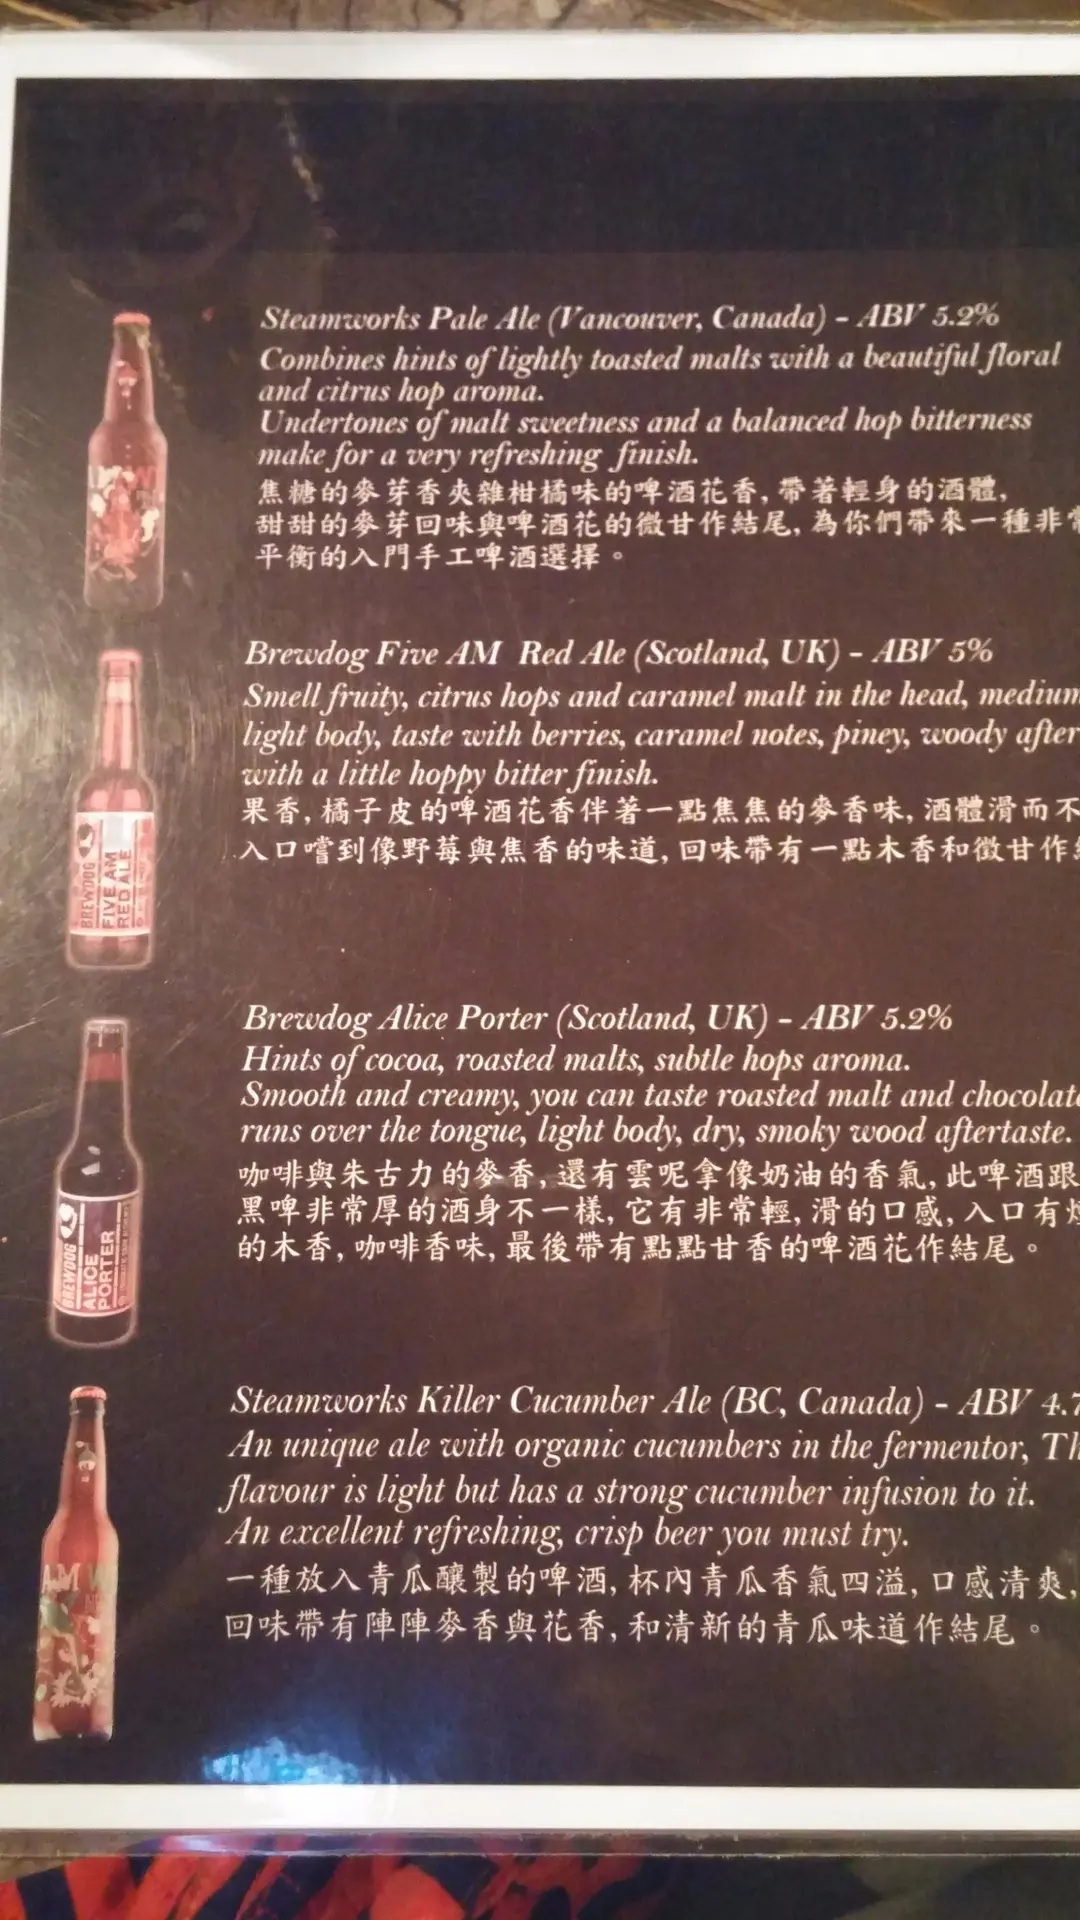 Steamworks Pale Ale (Vancouver, Canada) - ABV 5.2%
Combines hints of lightly toasted malts with a beautiful floral
and citrus hop aroma.
Undertones of malt sweetness and a balanced hop bitterness
make for a very refreshing finish.
焦糖的麥芽香夾雜柑橘味的啤酒花香, 帶著輕身的酒體,
甜甜的麥芽回味與啤酒花的微甘作結尾, 為你們帶來一種非常
平衡的入門手工啤酒選擇。
Brewdog Five AM Red Ale (Scotland, UK) - ABV 5%
Smell fruity, citrus hops and caramel malt in the head, medium
light body, taste with berries, caramel notes, piney, woody after
with a little hoppy bitter finish.
果香, 橘子皮的啤酒花香伴著一點焦焦的麥香味, 酒體滑而不
入口嚐到像野莓與焦香的味道, 回味帶有一點木香和微甘作
BREWDOG
FIVE AM
RED ALE
Brewdog Alice Porter (Scotland, UK) - ABV 5.2%
Hints of cocoa, roasted malts, subtle hops aroma.
Smooth and creamy, you can taste roasted malt and chocolate
runs over the tongue, light body, dry, smoky wood aftertaste.
咖啡與朱古力的麥香, 還有雲呢拿像奶油的香氣, 此啤酒跟
黑啤非常厚的酒身不一樣, 它有非常輕, 滑的口感, 入口有
的木香, 咖啡香味, 最後帶有點點甘香的啤酒花作結尾。
BREWDOG
ALICE
PORTER
Steamworks Killer Cucumber Ale (BC, Canada) - ABV 4.7
An unique ale with organic cucumbers in the fermentor, Th
flavour is light but has a strong cucumber infusion to it.
An excellent refreshing, crisp beer you must try.
一種放入青瓜釀製的啤酒, 杯內青瓜香氣四溢, 口感清爽,
回味帶有陣陣麥香與花香, 和清新的青瓜味道作結尾。